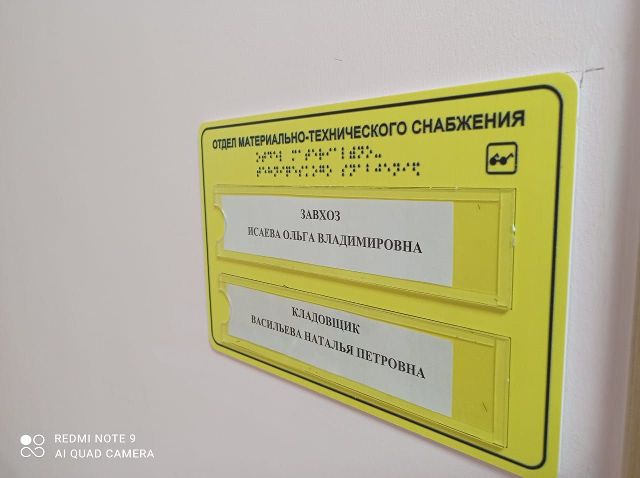 ОТДЕЛ МАТЕРИАЛЬНО-ТЕХНИЧЕСКОГО СНАБЖЕНИЯ
ЗАВХОЗ
ИСАЕВА ОЛЬГА ВЛАДИМИРОВНА
КЛАДОВЩИК
ВАСИЛЬЕВА НАТАЛЬЯ ПЕТРОВНА
REDMI NOTE 9
AI QUAD CAMERA